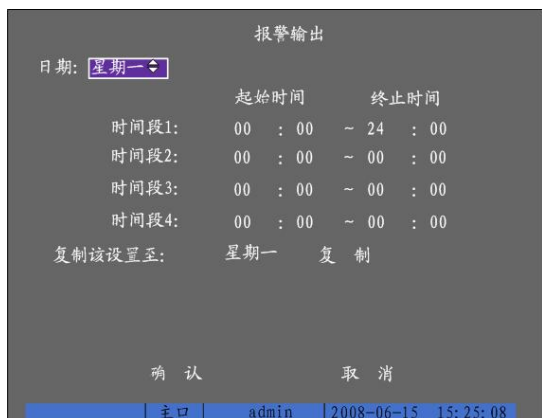 报警输出
日期: 星期一
起始时间 终止时间
时间段1: 00 : 00 ~ 24 : 00
时间段2: 00 : 00 ~ 00 : 00
时间段3: 00 : 00 ~ 00 : 00
时间段4: 00 : 00 ~ 00 : 00
复制该设置至: 星期一 复 制
确 认 取 消
主口 admin 2008-06-15 15:25:08